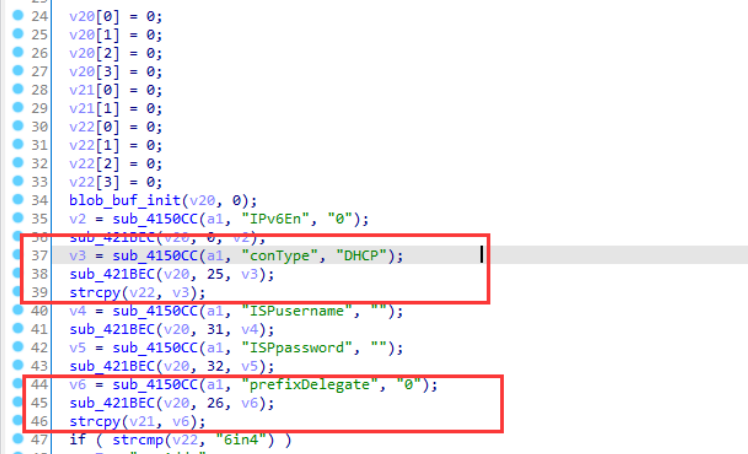 24 v20[0] = 0;
25 v20[1] = 0;
26 v20[2] = 0;
27 v20[3] = 0;
28 v21[0] = 0;
29 v21[1] = 0;
30 v22[0] = 0;
31 v22[1] = 0;
32 v22[2] = 0;
33 v22[3] = 0;
34 blob_buf_init(v20, 0);
35 v2 = sub_4150CC(a1, "IPv6En", "0");
36 sub_421BEC(v20, 0, v2);
37 v3 = sub_4150CC(a1, "conType", "DHCP");
38 sub_421BEC(v20, 25, v3);
39 strcpy(v22, v3);
40 v4 = sub_4150CC(a1, "ISPusername", "");
41 sub_421BEC(v20, 31, v4);
42 v5 = sub_4150CC(a1, "ISPpassword", "");
43 sub_421BEC(v20, 32, v5);
44 v6 = sub_4150CC(a1, "prefixDelegate", "0");
45 sub_421BEC(v20, 26, v6);
46 strcpy(v21, v6);
47 if ( strcmp(v22, "6in4") )